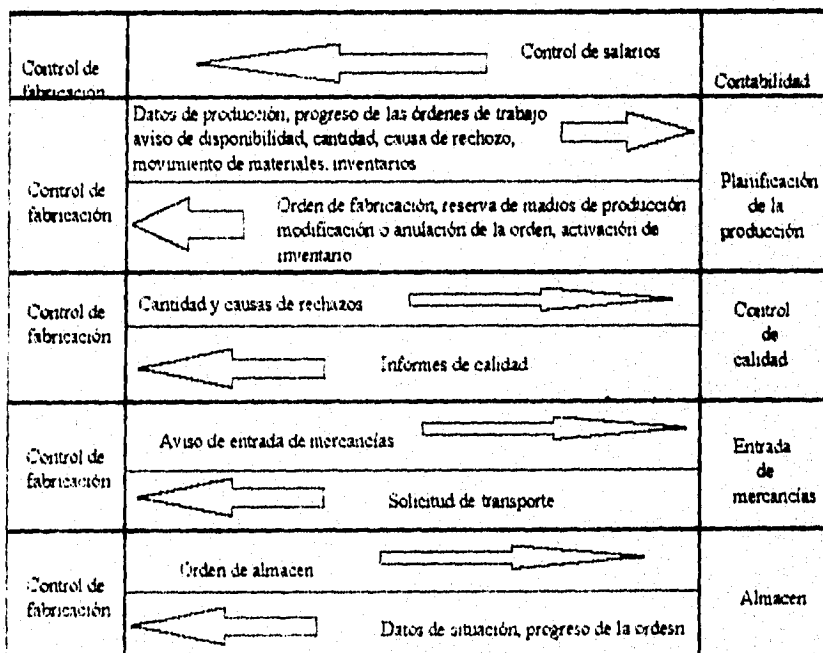 Control de
fabricación
Control de salarios
Contabilidad
Control de
fabricación
Datos de producción, progreso de las órdenes de trabajo
aviso de disponibilidad, cantidad, causa de rechozo,
movimiento de materiales, inventarios
Orden de fabricación, reserva de madios de producción
modificación o anulación de la orden, activación de
inventario
Planificación
de la
producción
Control de
fabricación
Cantidad y causas de rechazos
Informes de calidad
Control
de
calidad
Control de
fabricación
Aviso de entrada de mercancías
Solicitud de transporte
Entrada
de
mercancías
Control de
fabricación
Orden de almacen
Datos de situación, progreso de la ordesn
Almacen